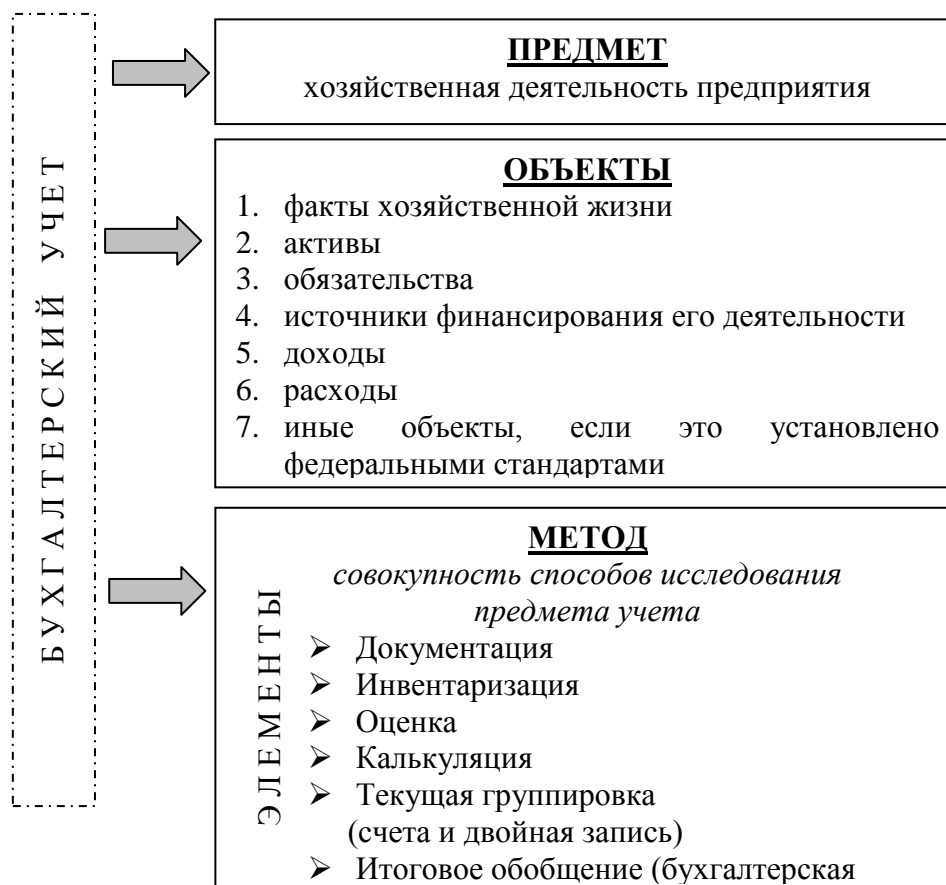 БУХГАЛТЕРСКИЙ УЧЕТ
ПРЕДМЕТ
хозяйственная деятельность предприятия
ОБЪЕКТЫ
1. факты хозяйственной жизни
2. активы
3. обязательства
4. источники финансирования его деятельности
5. доходы
6. расходы
7. иные объекты, если это установлено
федеральными стандартами
МЕТОД
совокупность способов исследования
предмета учета
ЭЛЕМЕНТЫ
➢ Документация
➢ Инвентаризация
➢ Оценка
➢ Калькуляция
➢ Текущая группировка
(счета и двойная запись)
➢ Итоговое обобщение (бухгалтерская